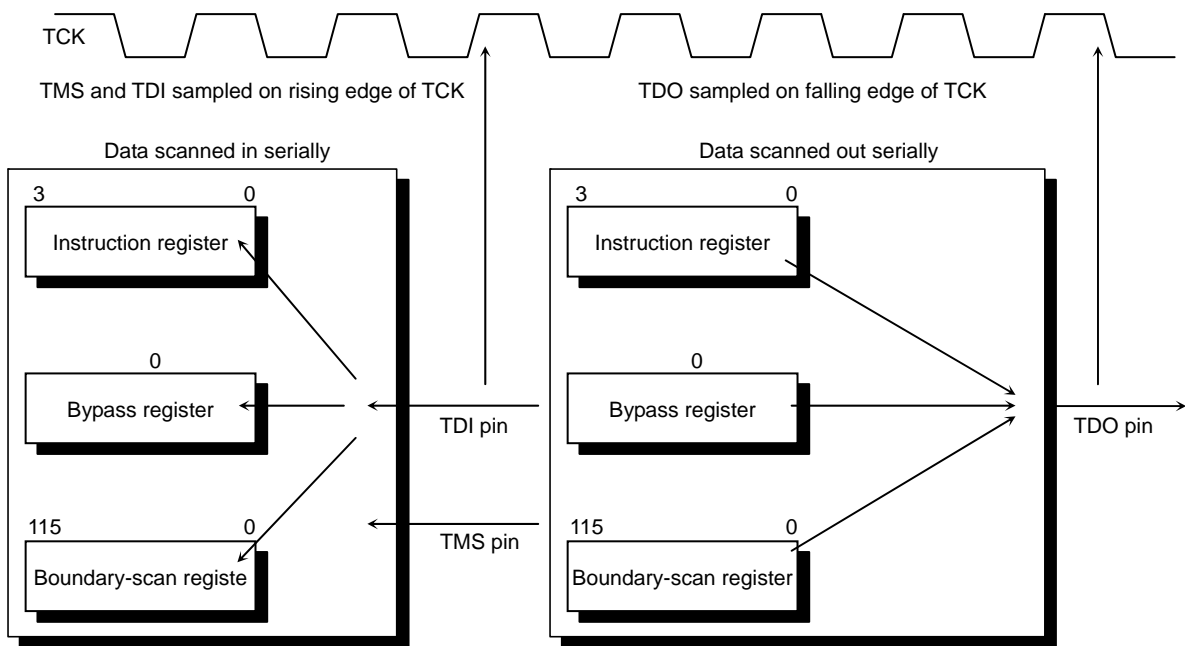 TCK
TMS and TDI sampled on rising edge of TCK
TDO sampled on falling edge of TCK
Data scanned in serially
3 0
Instruction register
0
Bypass register
115 0
Boundary-scan registe
TDI pin
TMS pin
Data scanned out serially
3 0
Instruction register
0
Bypass register
115 0
Boundary-scan register
TDO pin